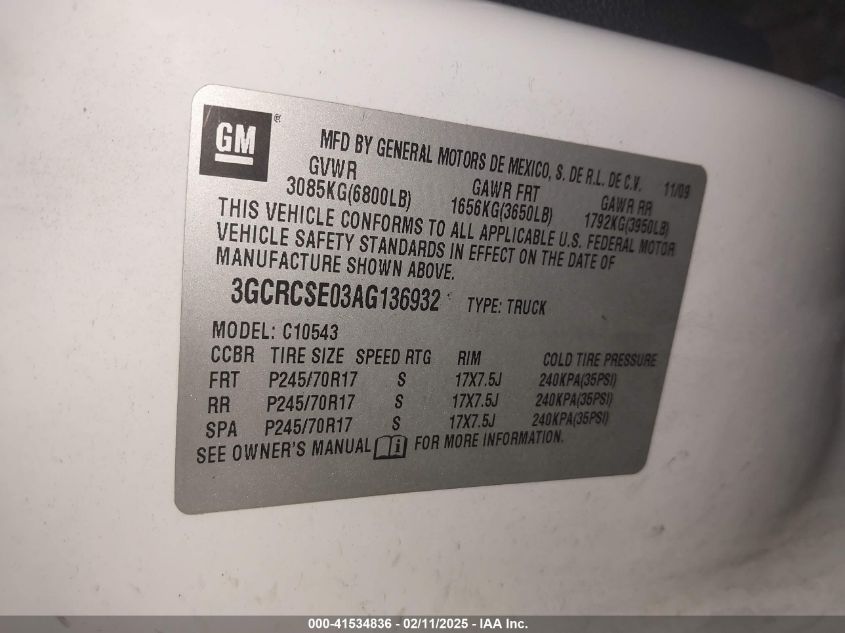 GM ®
MFD BY GENERAL MOTORS DE MEXICO, S. DE R.L. DE C.V. 11/09
GVWR GAWR FRT GAWR RR
3085KG(6800LB) 1656KG(3650LB) 1792KG(3950LB)
THIS VEHICLE CONFORMS TO ALL APPLICABLE U.S. FEDERAL MOTOR
VEHICLE SAFETY STANDARDS IN EFFECT ON THE DATE OF
MANUFACTURE SHOWN ABOVE.
3GCRCSE03AG136932 TYPE: TRUCK
MODEL: C10543
CCBR TIRE SIZE SPEED RTG RIM COLD TIRE PRESSURE
FRT P245/70R17 S 17X7.5J 240KPA(35PSI)
RR P245/70R17 S 17X7.5J 240KPA(35PSI)
SPA P245/70R17 S 17X7.5J 240KPA(35PSI)
SEE OWNER'S MANUAL i FOR MORE INFORMATION.
000-41534836 - 02/11/2025 - IAA Inc.